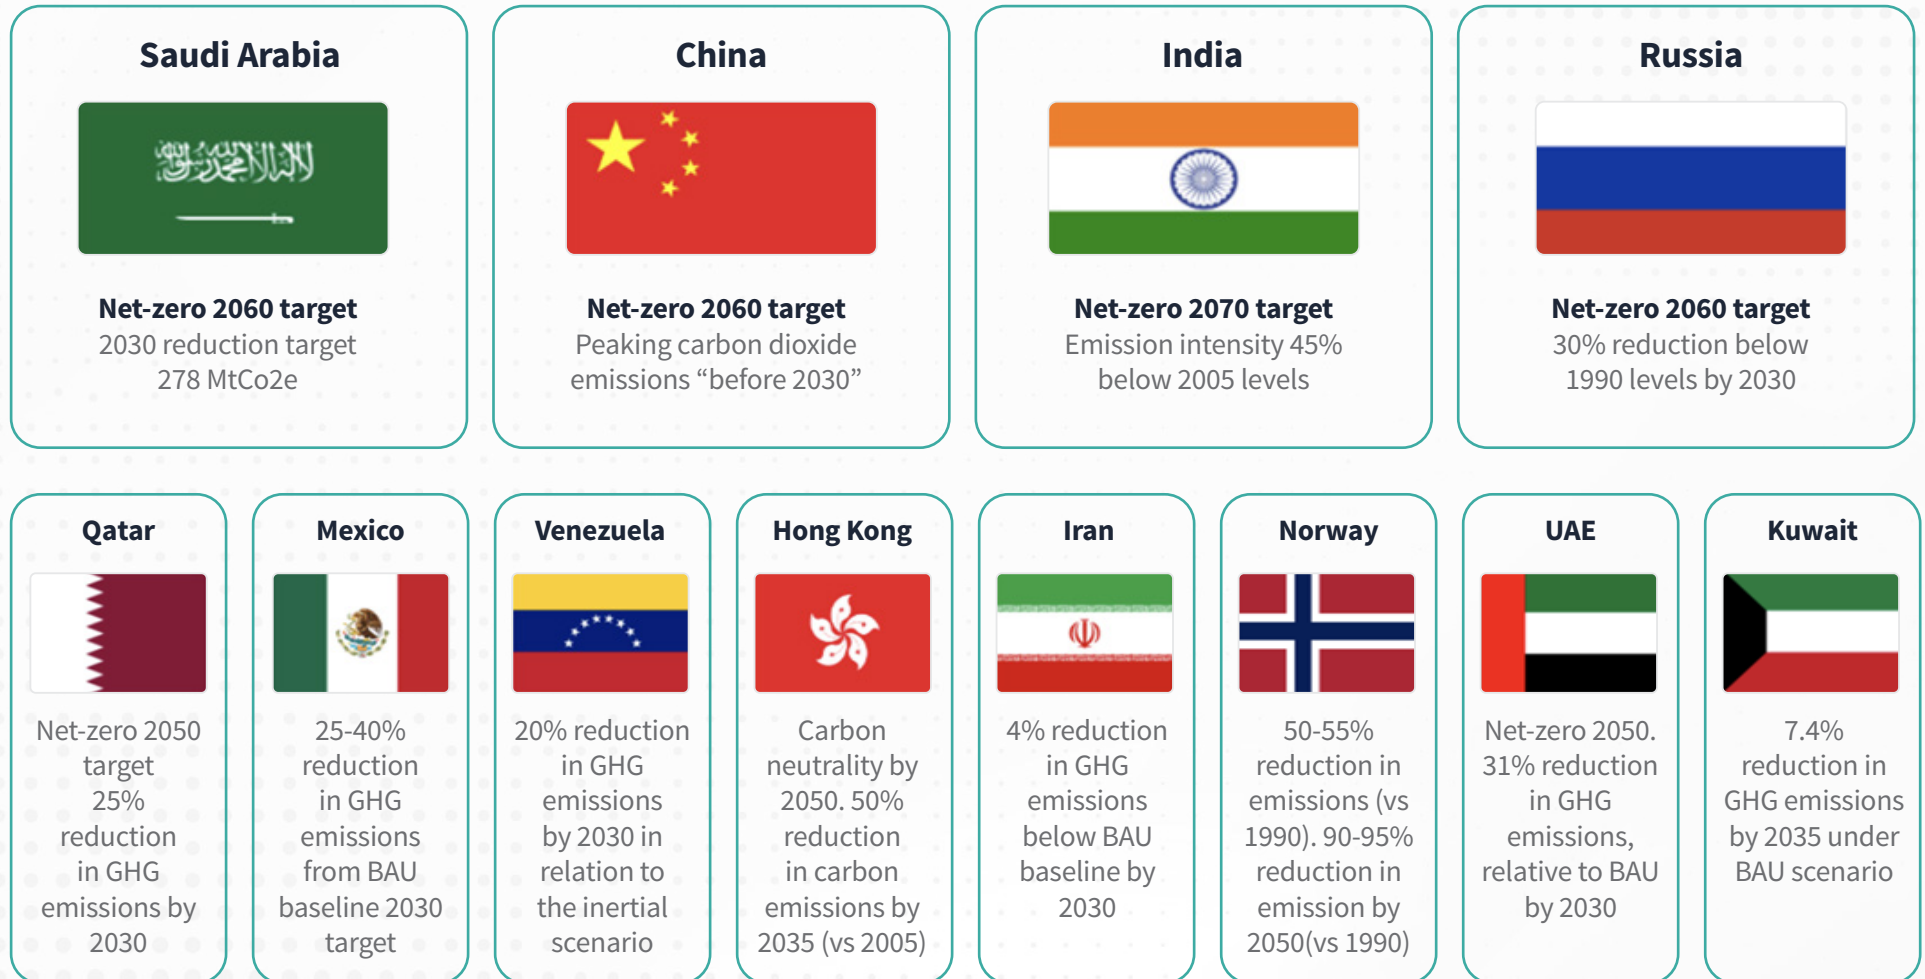 Saudi Arabia
لا إله إلا الله محمد رسول الله
Net-zero 2060 target
2030 reduction target
278 MtCo2e
China
Net-zero 2060 target
Peaking carbon dioxide
emissions “before 2030”
India
Net-zero 2070 target
Emission intensity 45%
below 2005 levels
Russia
Net-zero 2060 target
30% reduction below
1990 levels by 2030
Qatar
Net-zero 2050
target
25%
reduction
in GHG
emissions by
2030
Mexico
25-40%
reduction
in GHG
emissions
from BAU
baseline 2030
target
Venezuela
20% reduction
in GHG
emissions
by 2030 in
relation to
the inertial
scenario
Hong Kong
Carbon
neutrality by
2050. 50%
reduction
in carbon
emissions by
2035 (vs 2005)
Iran
4% reduction
in GHG
emissions
below BAU
baseline by
2030
Norway
50-55%
reduction in
emissions (vs
1990). 90-95%
reduction in
emission by
2050(vs 1990)
UAE
Net-zero 2050.
31% reduction
in GHG
emissions,
relative to BAU
by 2030
Kuwait
7.4%
reduction in
GHG emissions
by 2035 under
BAU scenario